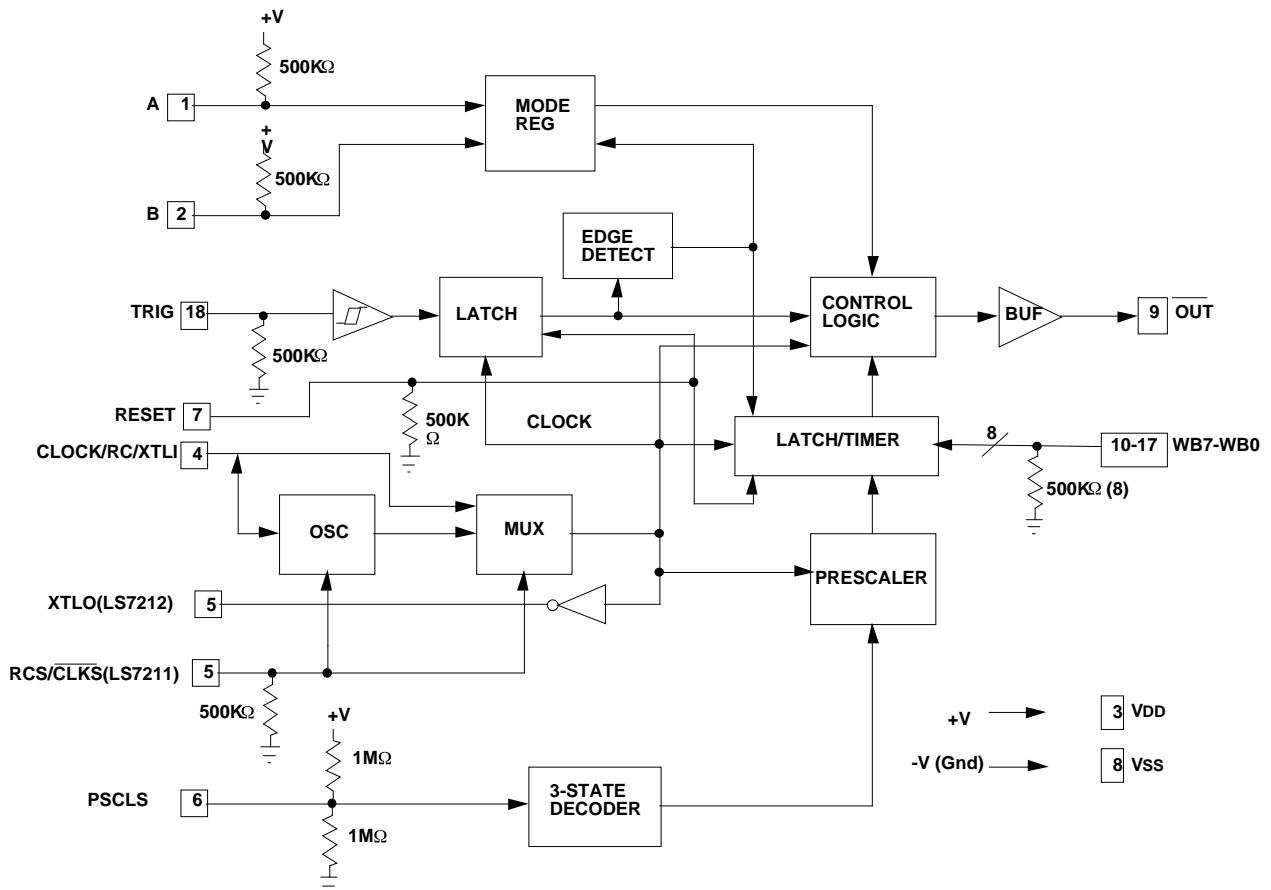 +V
500KΩ
A 1
MODE
REG
+
V
500KΩ
B 2
EDGE
DETECT
TRIG 18
LATCH
CONTROL
LOGIC
BUF
9 OUT
500KΩ
RESET 7
500K
Ω
CLOCK
LATCH/TIMER
8
10-17 WB7-WB0
CLOCK/RC/XTLI 4
500KΩ (8)
OSC
MUX
PRESCALER
XTLO(LS7212) 5
RCS/CLKS(LS7211) 5
500KΩ
+V
+V
3 VDD
1MΩ
-V (Gnd)
8 VSS
PSCLS 6
3-STATE
DECODER
1MΩ